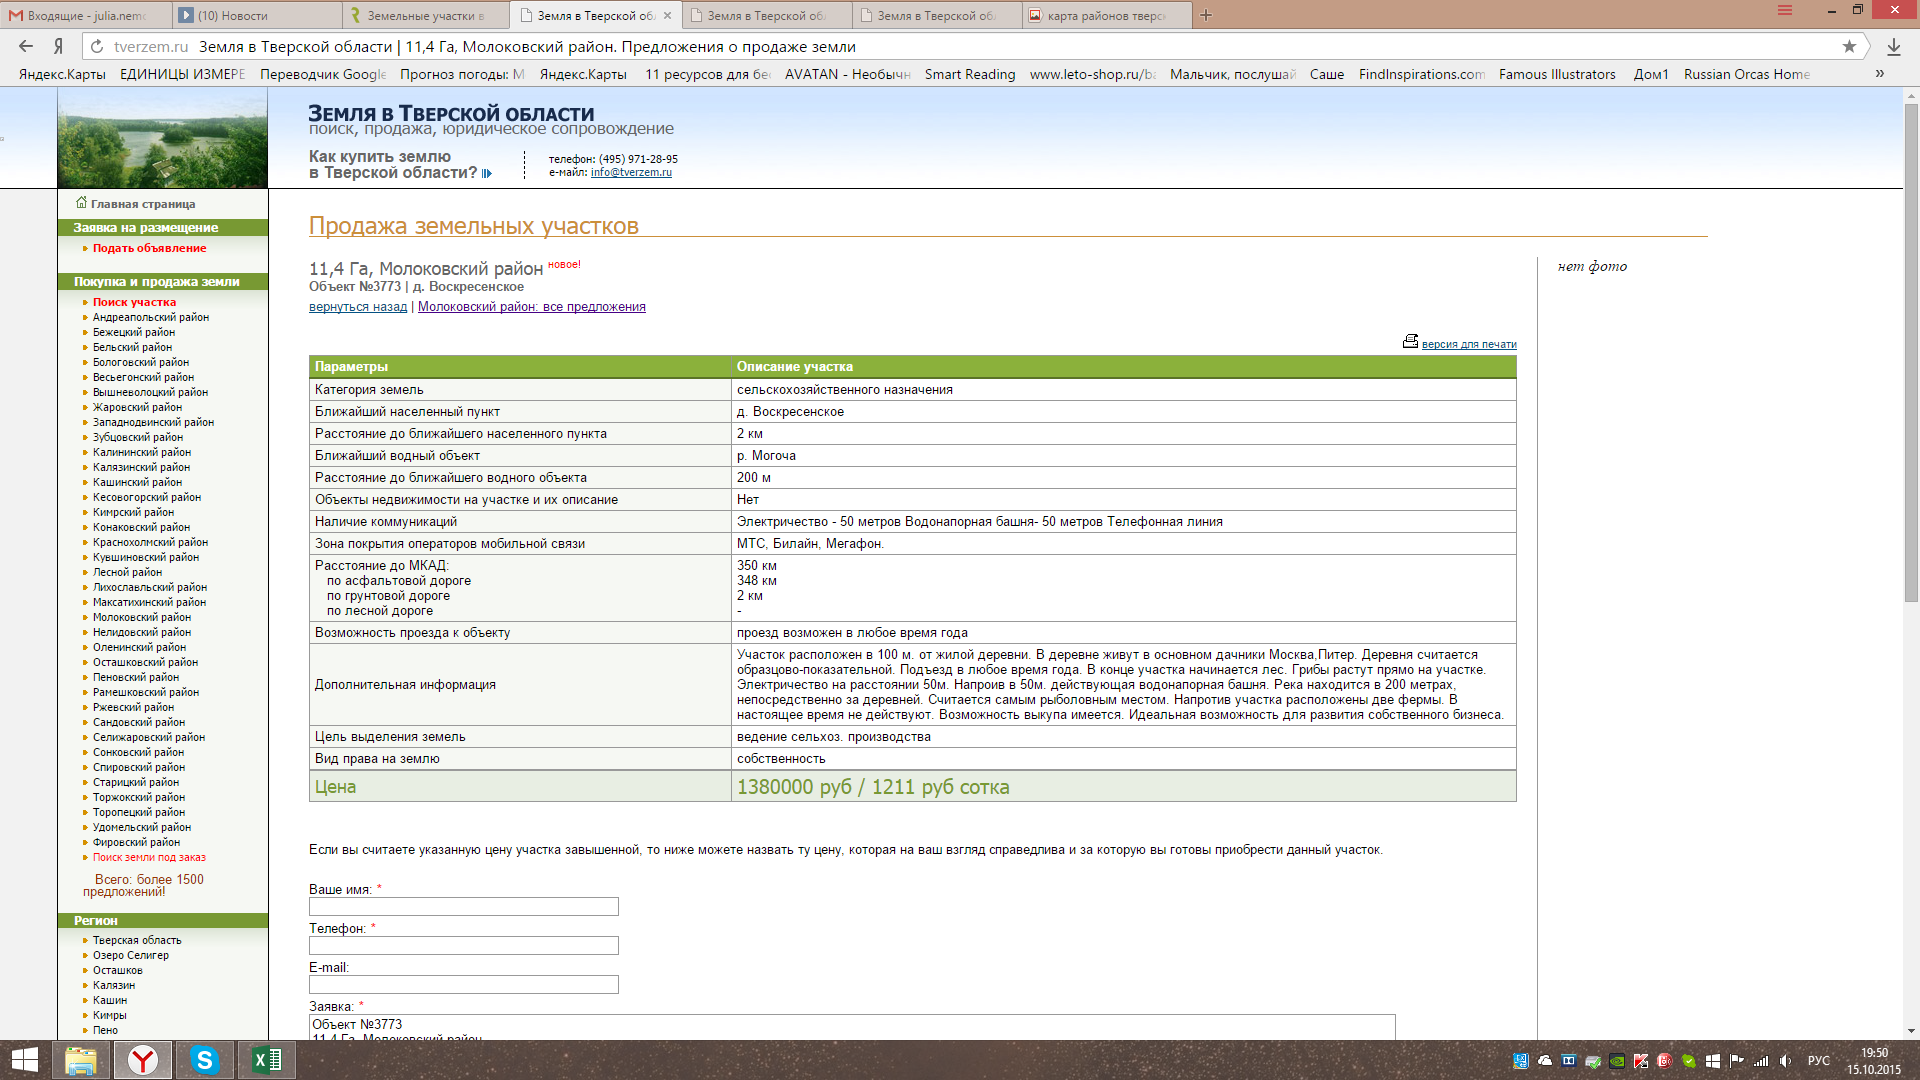 Входящие - julia.nemo
(10) Новости
Земельные участки в
Земля в Тверской об
Земля в Тверской об
Земля в Тверской об
карта районов тверс
tverzem.ru Земля в Тверской области | 11,4 Га, Молоковский район. Предложения о продаже земли
Яндекс.Карты ЕДИНИЦЫ ИЗМЕРЕ Переводчик Google Прогноз погоды: М Яндекс.Карты 11 ресурсов для бе AVATAN - Необычн Smart Reading www.leto-shop.ru/ba Мальчик, послушай Саше FindInspirations.com Famous Illustrators Дом1 Russian Orcas Home »
ЗЕМЛЯ В ТВЕРСКОЙ ОБЛАСТИ
поиск, продажа, юридическое сопровождение
Как купить землю
в Тверской области?
телефон: (495) 971-28-95
е-майл: info@tverzem.ru
Главная страница
Заявка на размещение
Подать объявление
Покупка и продажа земли
Поиск участка
Андреапольский район
Бежецкий район
Бельский район
Бологовский район
Весьегонский район
Вышневолоцкий район
Жаровский район
Западнодвинский район
Зубцовский район
Калининский район
Калязинский район
Кашинский район
Кесовогорский район
Кимрский район
Конаковский район
Краснохолмский район
Кувшиновский район
Лесной район
Лихославльский район
Максатихинский район
Молоковский район
Нелидовский район
Оленинский район
Осташковский район
Пеновский район
Рамешковский район
Ржевский район
Сандовский район
Селижаровский район
Сонковский район
Спировский район
Старицкий район
Торжокский район
Торопецкий район
Удомельский район
Фировский район
Поиск земли под заказ
Всего: более 1500
предложений!
Регион
Тверская область
Озеро Селигер
Осташков
Калязин
Кашин
Кимры
Пено
Продажа земельных участков
11,4 Га, Молоковский район новое!
Объект №3773 | д. Воскресенское
вернуться назад | Молоковский район: все предложения
нет фото
версия для печати
Параметры Описание участка
Категория земель сельскохозяйственного назначения
Ближайший населенный пункт д. Воскресенское
Расстояние до ближайшего населенного пункта 2 км
Ближайший водный объект р. Могоча
Расстояние до ближайшего водного объекта 200 м
Объекты недвижимости на участке и их описание Нет
Наличие коммуникаций Электричество - 50 метров Водонапорная башня- 50 метров Телефонная линия
Зона покрытия операторов мобильной связи МТС, Билайн, Мегафон.
Расстояние до МКАД: 350 км
по асфальтовой дороге 348 км
по грунтовой дороге 2 км
по лесной дороге -
Возможность проезда к объекту проезд возможен в любое время года
Дополнительная информация
Участок расположен в 100 м. от жилой деревни. В деревне живут в основном дачники Москва,Питер. Деревня считается
образцово-показательной. Подъезд в любое время года. В конце участка начинается лес. Грибы растут прямо на участке.
Электричество на расстоянии 50м. Напроив в 50м. действующая водонапорная башня. Река находится в 200 метрах,
непосредственно за деревней. Считается самым рыболовным местом. Напротив участка расположены две фермы. В
настоящее время не действуют. Возможность выкупа имеется. Идеальная возможность для развития собственного бизнеса.
Цель выделения земель ведение сельхоз. производства
Вид права на землю собственность
Цена 1380000 руб / 1211 руб сотка
Если вы считаете указанную цену участка завышенной, то ниже можете назвать ту цену, которая на ваш взгляд справедлива и за которую вы готовы приобрести данный участок.
Ваше имя: *
Телефон: *
E-mail:
Заявка: *
Объект №3773
11,4 Га, Молоковский район
РУС
19:50
15.10.2015